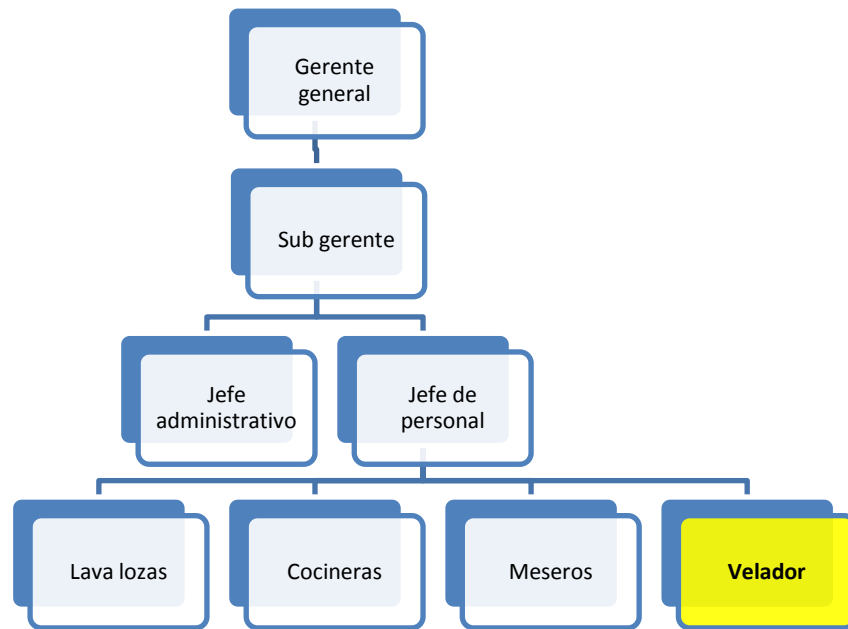 Gerente
general
Sub gerente
Jefe
administrativo
Jefe de
personal
Lava lozas
Cocineras
Meseros
Velador